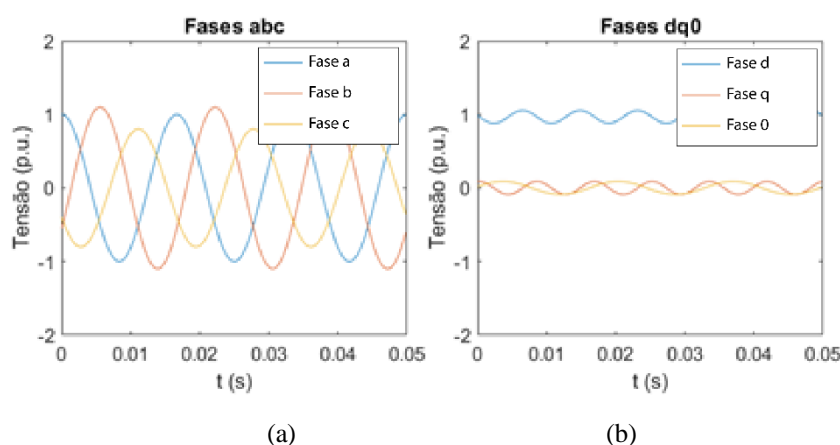 Fases abc
2
1
0
-1
-2
Tensão (p.u.)
Fase a
Fase b
Fase c
0 0.01 0.02 0.03 0.04 0.05
t (s)
(a)
Fases dq0
2
1
0
-1
-2
Tensão (p.u.)
Fase d
Fase q
Fase 0
0 0.01 0.02 0.03 0.04 0.05
t (s)
(b)